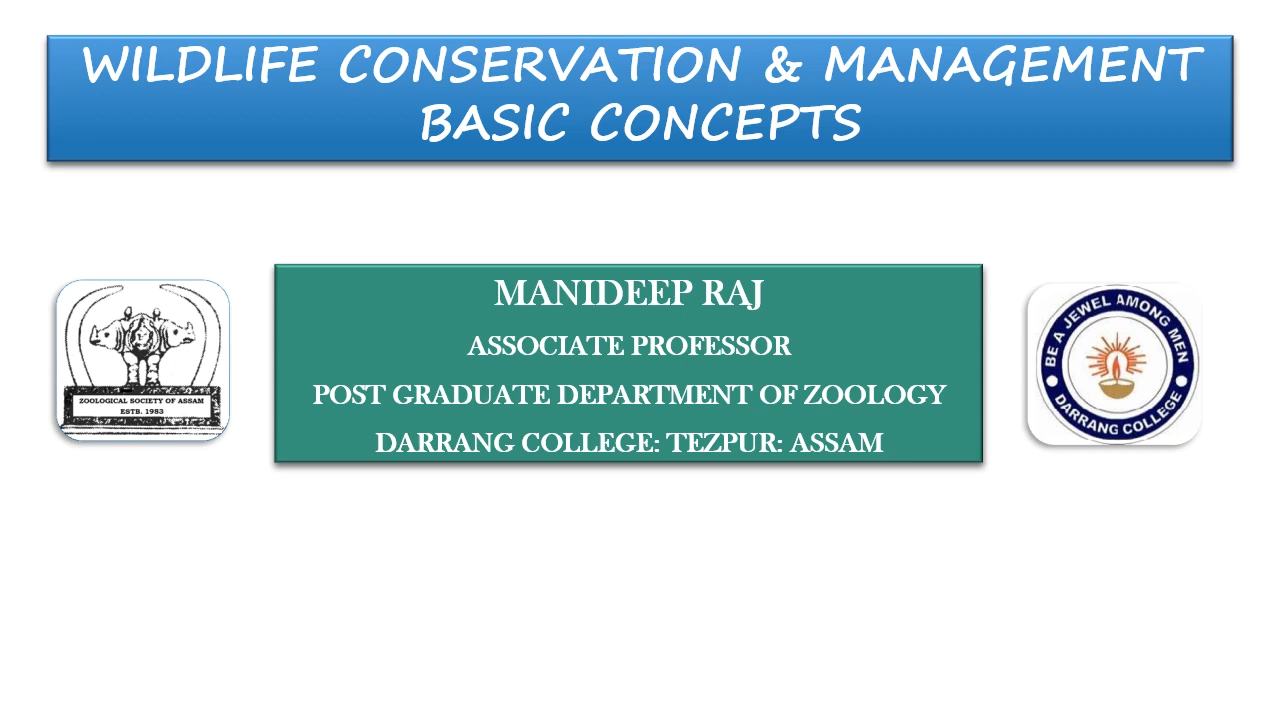 WILDLIFE CONSERVATION & MANAGEMENT
BASIC CONCEPTS
MANIDEEP RAJ
ASSOCIATE PROFESSOR
POST GRADUATE DEPARTMENT OF ZOOLOGY
DARRANG COLLEGE: TEZPUR: ASSAM
ZOOLOGICAL SOCIETY OF ASSAM
ESTB. 1983
BE A JEWEL AMONG MEN
DARRANG COLLEGE